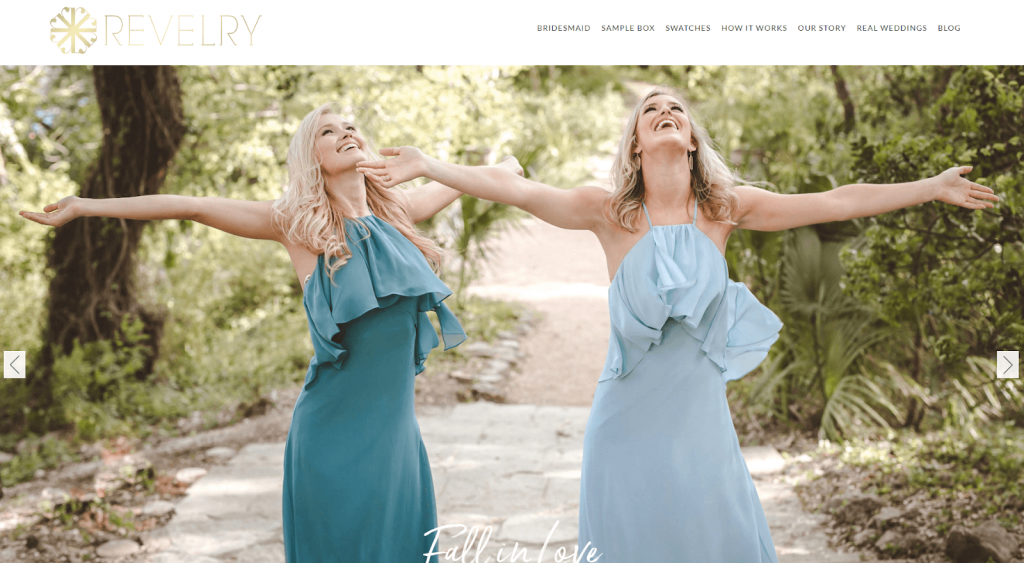 REVELRY
BRIDESMAID SAMPLE BOX SWATCHES HOW IT WORKS OUR STORY REAL WEDDINGS BLOG
Fall in Love